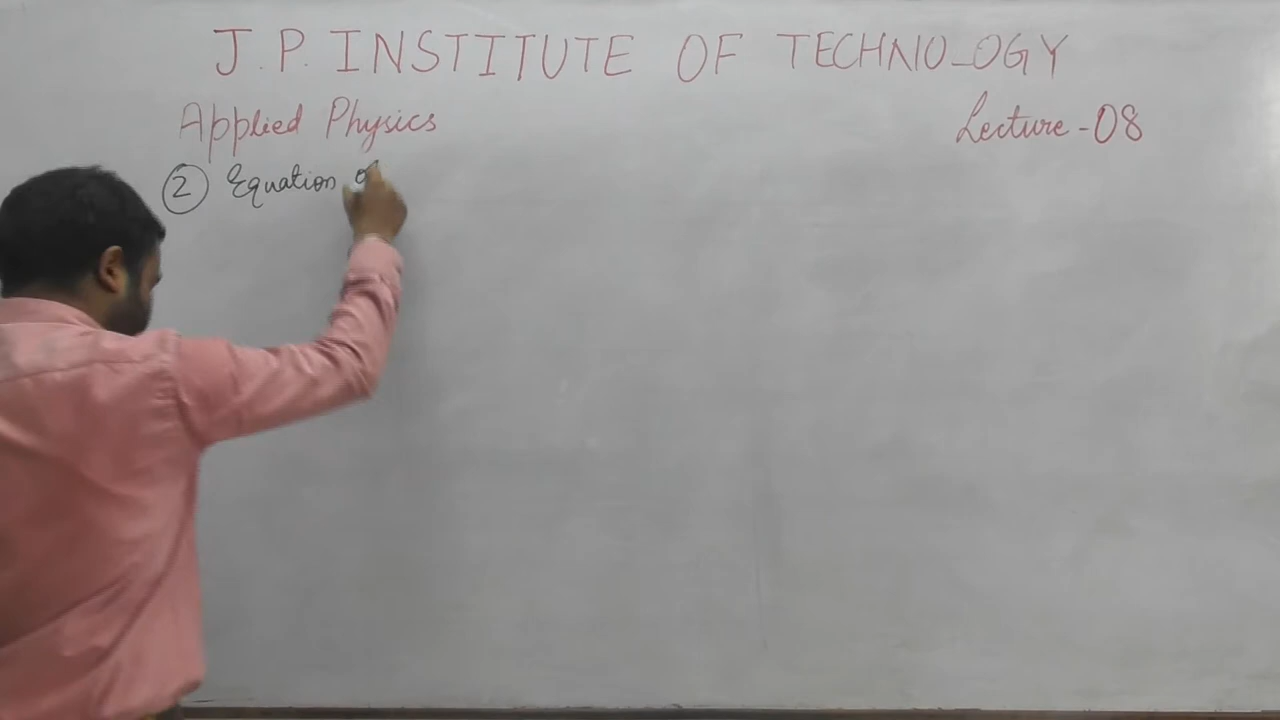 J.P. INSTITUTE OF TECHNOLOGY
Applied Physics
Lecture-08
2 Equation